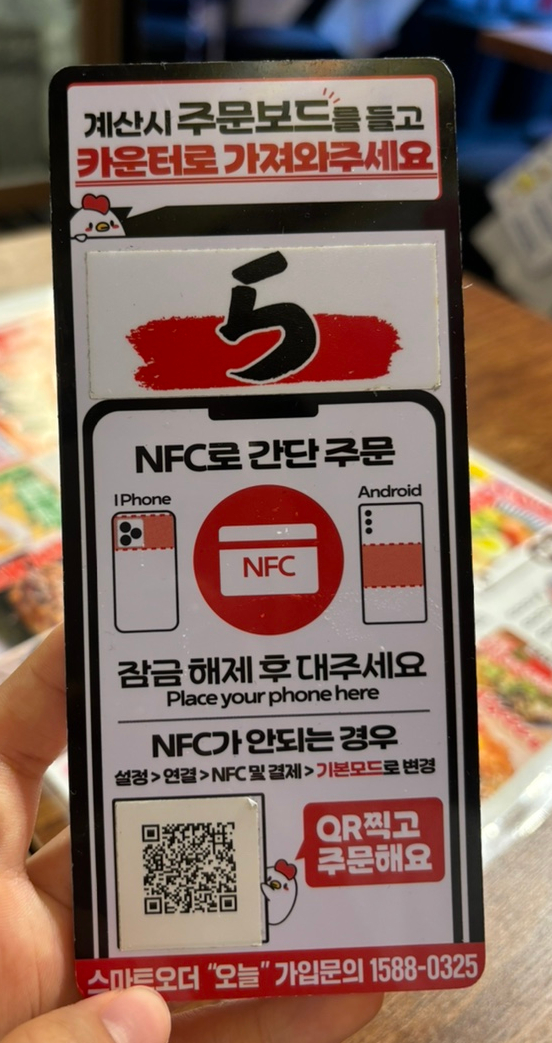 계산시 주문보드를 들고
카운터로 가져와주세요
ら
NFC로 간단 주문
IPhone
Android
NFC
잠금 해제 후 대주세요
Place your phone here
NFC가 안되는 경우
설정 > 연결 > NFC 및 결제 > 기본모드로 변경
QR찍고
주문해요
스마트오더 “오늘” 가입문의 1588-0325